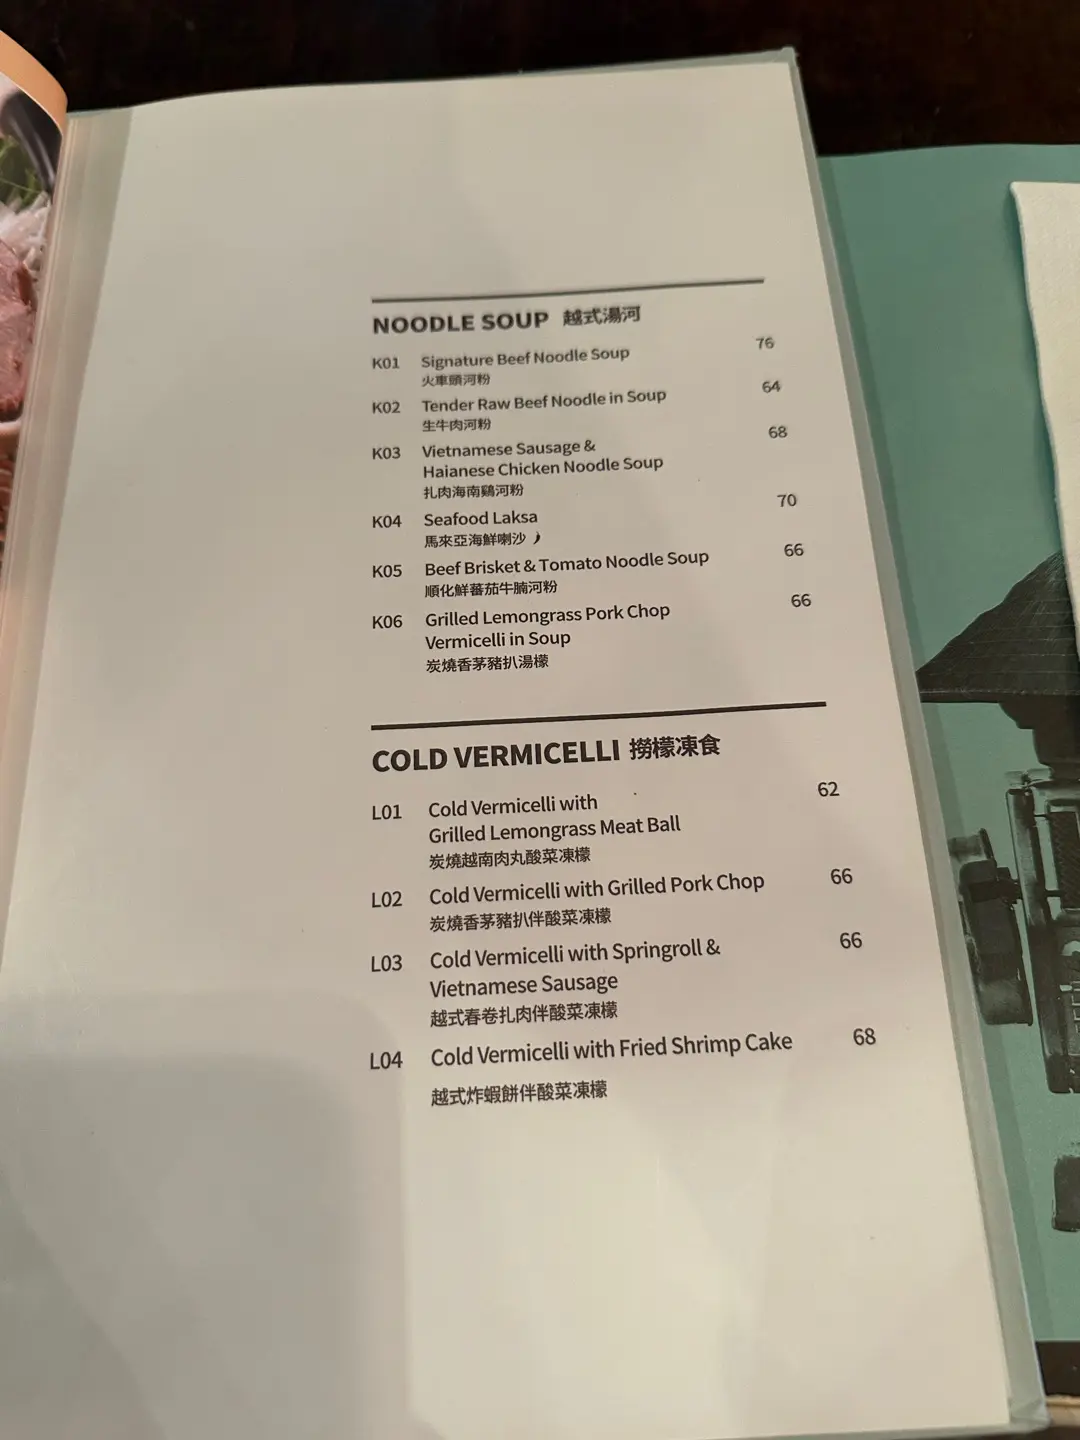 NOODLE SOUP 越式湯河
K01 Signature Beef Noodle Soup 76
火車頭河粉
K02 Tender Raw Beef Noodle in Soup 64
生牛肉河粉
K03 Vietnamese Sausage & 68
Haianese Chicken Noodle Soup
扎肉海南鷄河粉
K04 Seafood Laksa 70
馬來亞海鮮喇沙
K05 Beef Brisket & Tomato Noodle Soup 66
順化鮮蕃茄牛腩河粉
K06 Grilled Lemongrass Pork Chop 66
Vermicelli in Soup
炭燒香茅豬扒湯檬
COLD VERMICELLI 撈檬凍食
L01 Cold Vermicelli with 62
Grilled Lemongrass Meat Ball
炭燒越南肉丸酸菜凍檬
L02 Cold Vermicelli with Grilled Pork Chop 66
炭燒香茅豬扒伴酸菜凍檬
L03 Cold Vermicelli with Springroll & 66
Vietnamese Sausage
越式春卷扎肉伴酸菜凍檬
L04 Cold Vermicelli with Fried Shrimp Cake 68
越式炸蝦餅伴酸菜凍檬